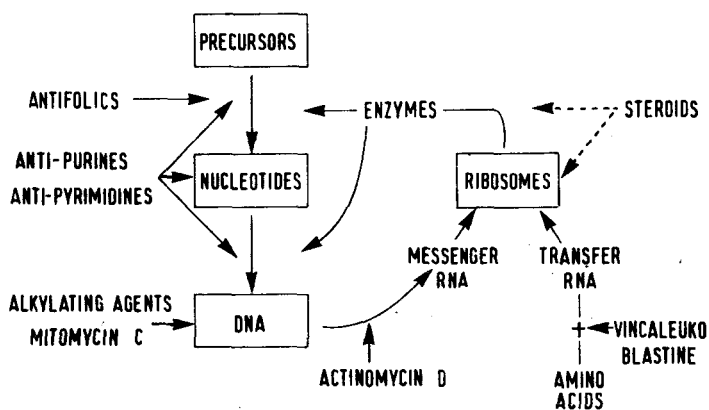 PRECURSORS
ANTIFOLICS
ENZYMES
STEROIDS
ANTI-PURINES
ANTI-PYRIMIDINES
NUCLEOTIDES
RIBOSOMES
MESSENGER
RNA
TRANSFER
RNA
ALKYLATING AGENTS
MITOMYCIN C
DNA
VINCALEUKO
BLASTINE
ACTINOMYCIN D
AMINO
ACIDS